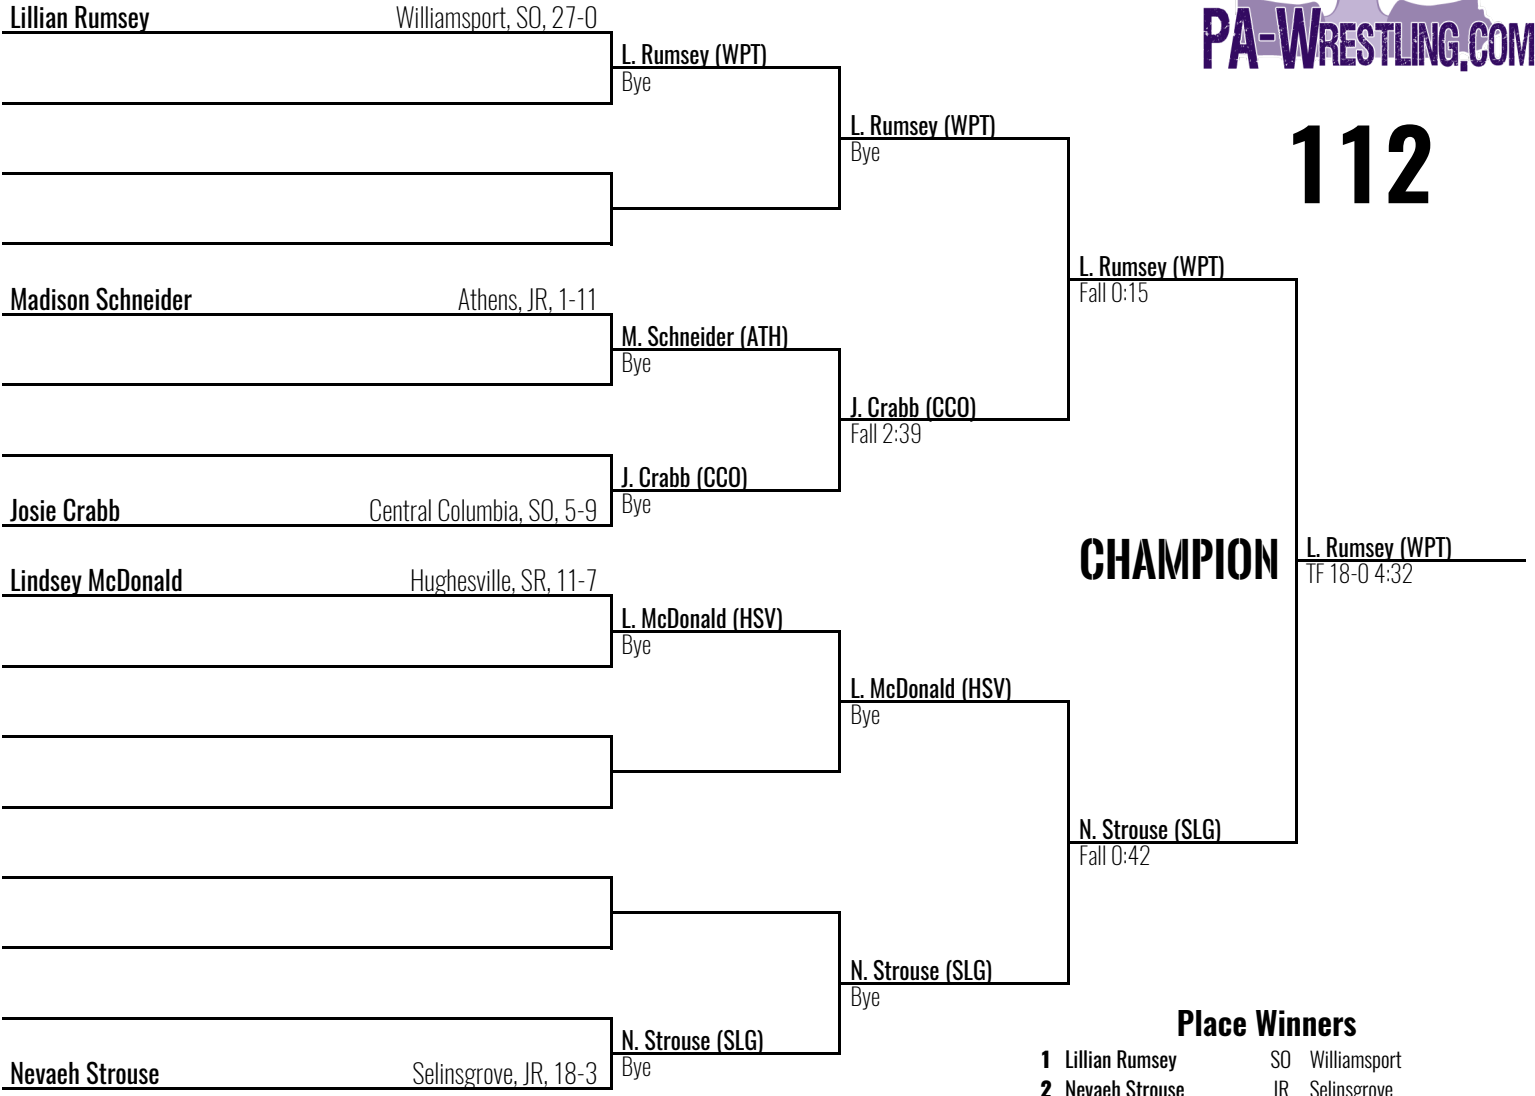 Lillian Rumsey Williamsport, SO, 27-0
PA-WRESTLING.COM
L. Rumsey (WPT)
Bye
112
L. Rumsey (WPT)
Bye
L. Rumsey (WPT)
Fall 0:15
Madison Schneider Athens, JR, 1-11
M. Schneider (ATH)
Bye
J. Crabb (CCO)
Fall 2:39
J. Crabb (CCO)
Bye
Josie Crabb Central Columbia, SO, 5-9
CHAMPION
L. Rumsey (WPT)
TF 18-0 4:32
Lindsey McDonald Hughesville, SR, 11-7
L. McDonald (HSV)
Bye
L. McDonald (HSV)
Bye
N. Strouse (SLG)
Fall 0:42
N. Strouse (SLG)
Bye
N. Strouse (SLG)
Bye
Nevaeh Strouse Selinsgrove, JR, 18-3
Place Winners
1 Lillian Rumsey SO Williamsport
2 Nevaeh Strouse JR Selinsgrove